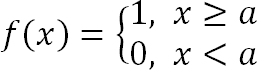 f(x) = { 1, x ≥ a
0, x < a